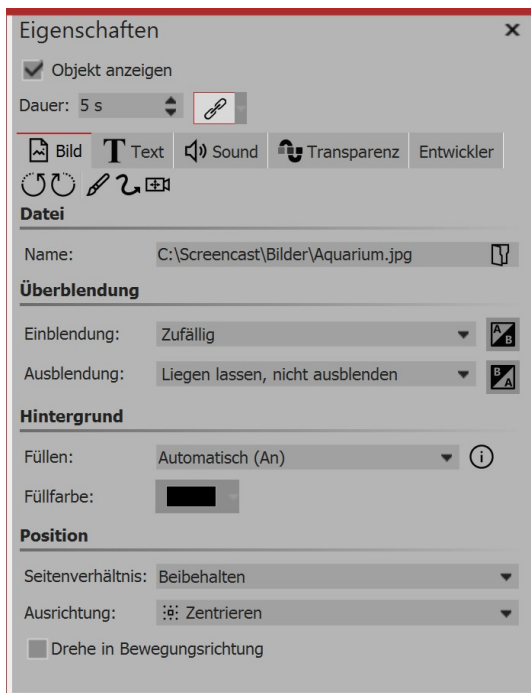 Eigenschaften
Objekt anzeigen
Dauer: 5 s
Bild Text Sound Transparenz Entwickler
Datei
Name: C:\Screencast\Bilder\Aquarium.jpg
Überblendung
Einblendung: Zufällig A B
Ausblendung: Liegen lassen, nicht ausblenden B A
Hintergrund
Füllen: Automatisch (An)
Füllfarbe:
Position
Seitenverhältnis: Beibehalten
Ausrichtung: Zentrieren
Drehe in Bewegungsrichtung